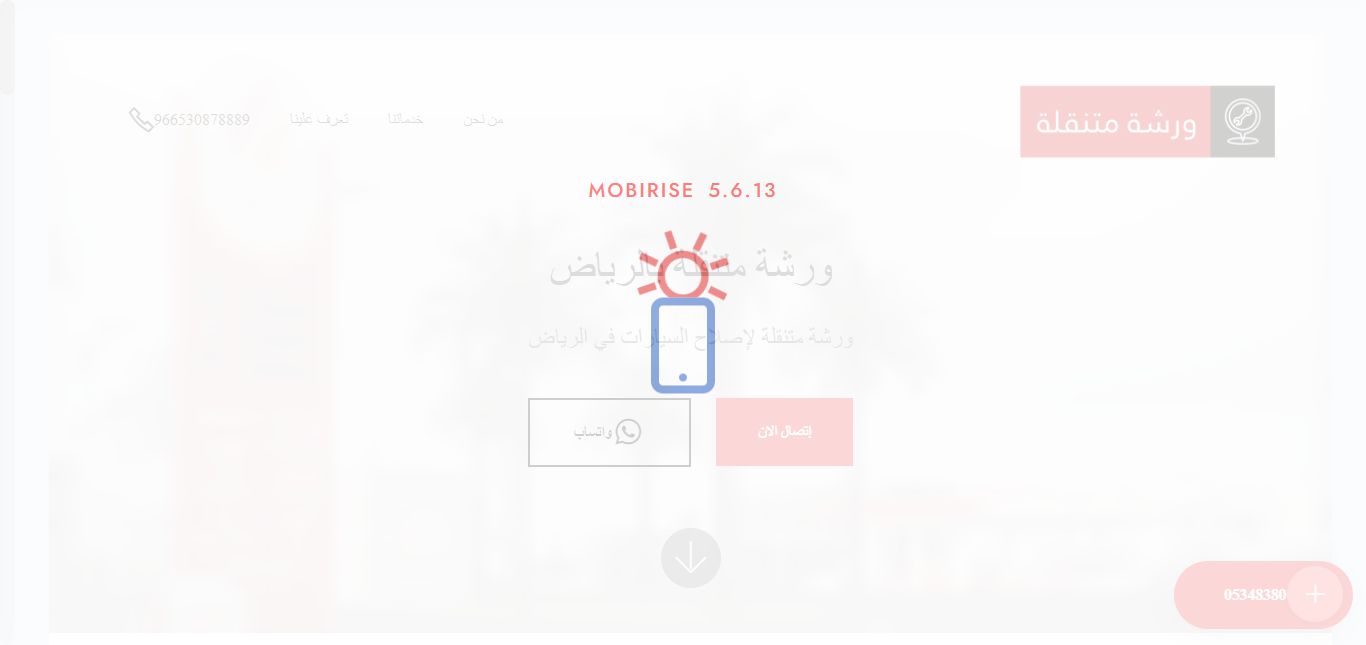 ورشة متنقلة
من نحن
خدماتنا
تعرف علينا
966530878889
MOBIRISE 5.6.13
ورشة متنقلة بالرياض
ورشة متنقلة لإصلاح السيارات في الرياض
إتصال الان
واتساب
05348380